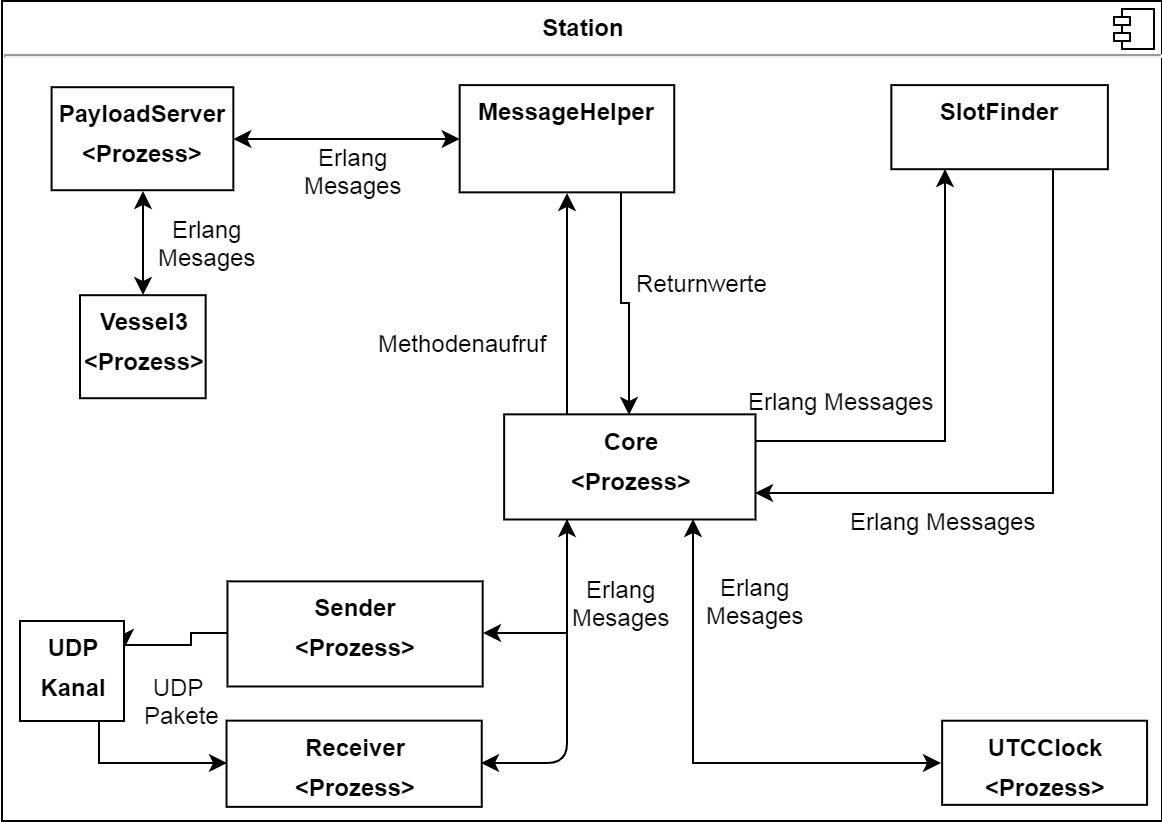 Station
PayloadServer
<Prozess>
MessageHelper
SlotFinder
Erlang
Mesages
Erlang
Mesages
Vessel3
<Prozess>
Returnwerte
Methodenaufruf
Erlang Messages
Core
<Prozess>
Erlang Messages
Sender
<Prozess>
Erlang
Mesages
Erlang
Mesages
UDP
Kanal
UDP
Pakete
Receiver
<Prozess>
UTCClock
<Prozess>